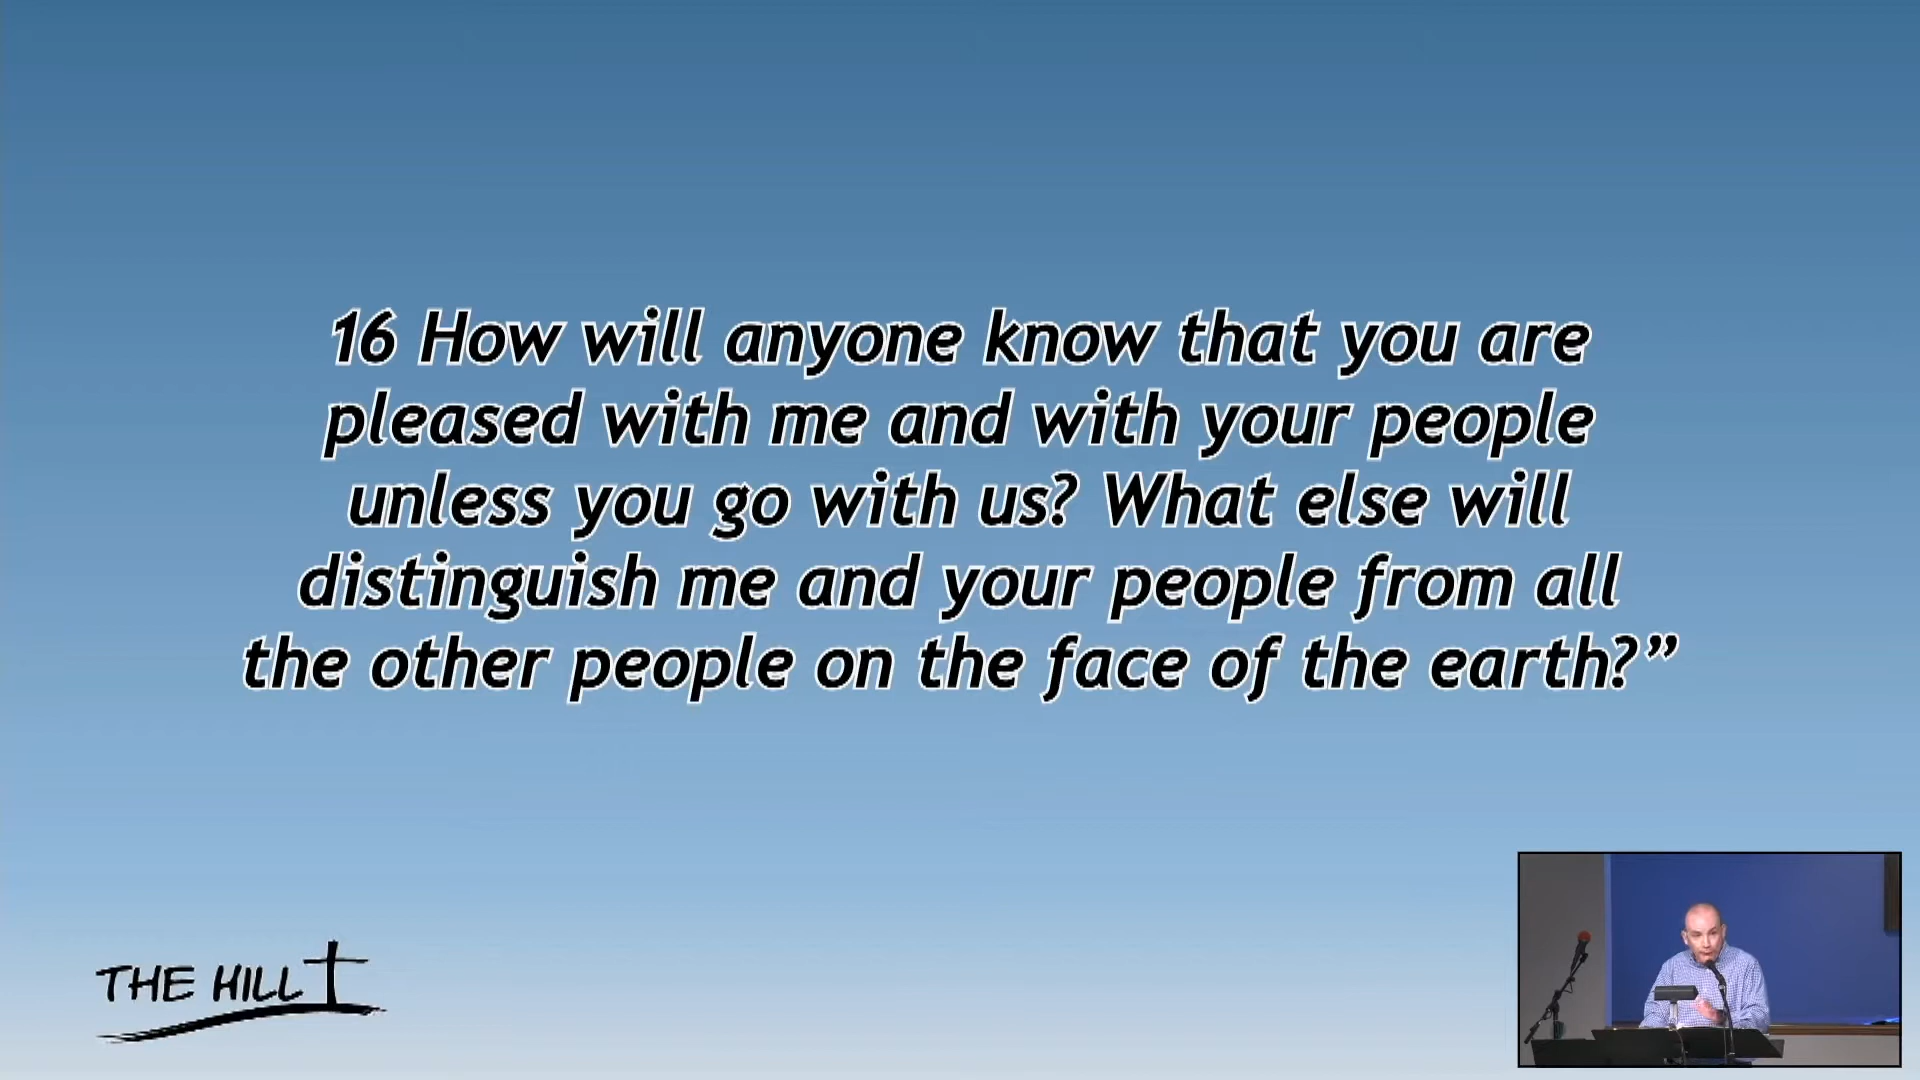 16 How will anyone know that you are
pleased with me and with your people
unless you go with us? What else will
distinguish me and your people from all
the other people on the face of the earth?”
THE HILL